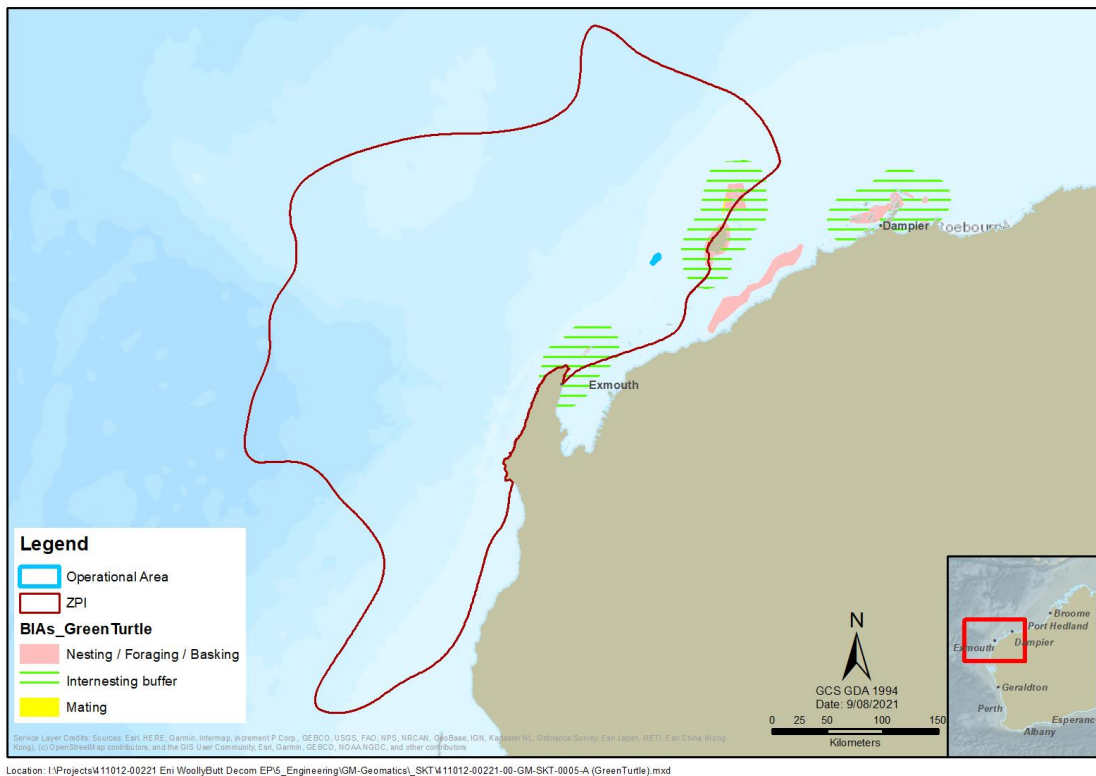 Dampier
Roebourn
Exmouth
Legend
Operational Area
ZPI
BIAs_GreenTurtle
Nesting / Foraging / Basking
Internesting buffer
Mating
N
GCS GDA 1994
Date: 9/08/2021
0 50 100 150
Kilometers
Broome
Port Hedland
Dampier
Exmouth
Geraldton
Perth
Esperance
Albany
Service Layer Credits: Sources: Esri, HERE, Garmin, Intermap, increment P Corp., GEBCO, USGS, FAO, NPS, NRCAN, GeoBase, IGN, Kadaster NL, Ordnance Survey, Esri Japan, METI, Esri China (Hong
Kong), (c) OpenStreetMap contributors, and the GIS User Community, Esri, Garmin, GEBCO, NOAA NGDC, and other contributors
Location: I:\Projects\411012-00221 Eni WoollyButt Decom EP\5_Engineering\GM-Geomatics\_SKT\411012-00221-00-GM-SKT-0005-A (GreenTurtle).mxd